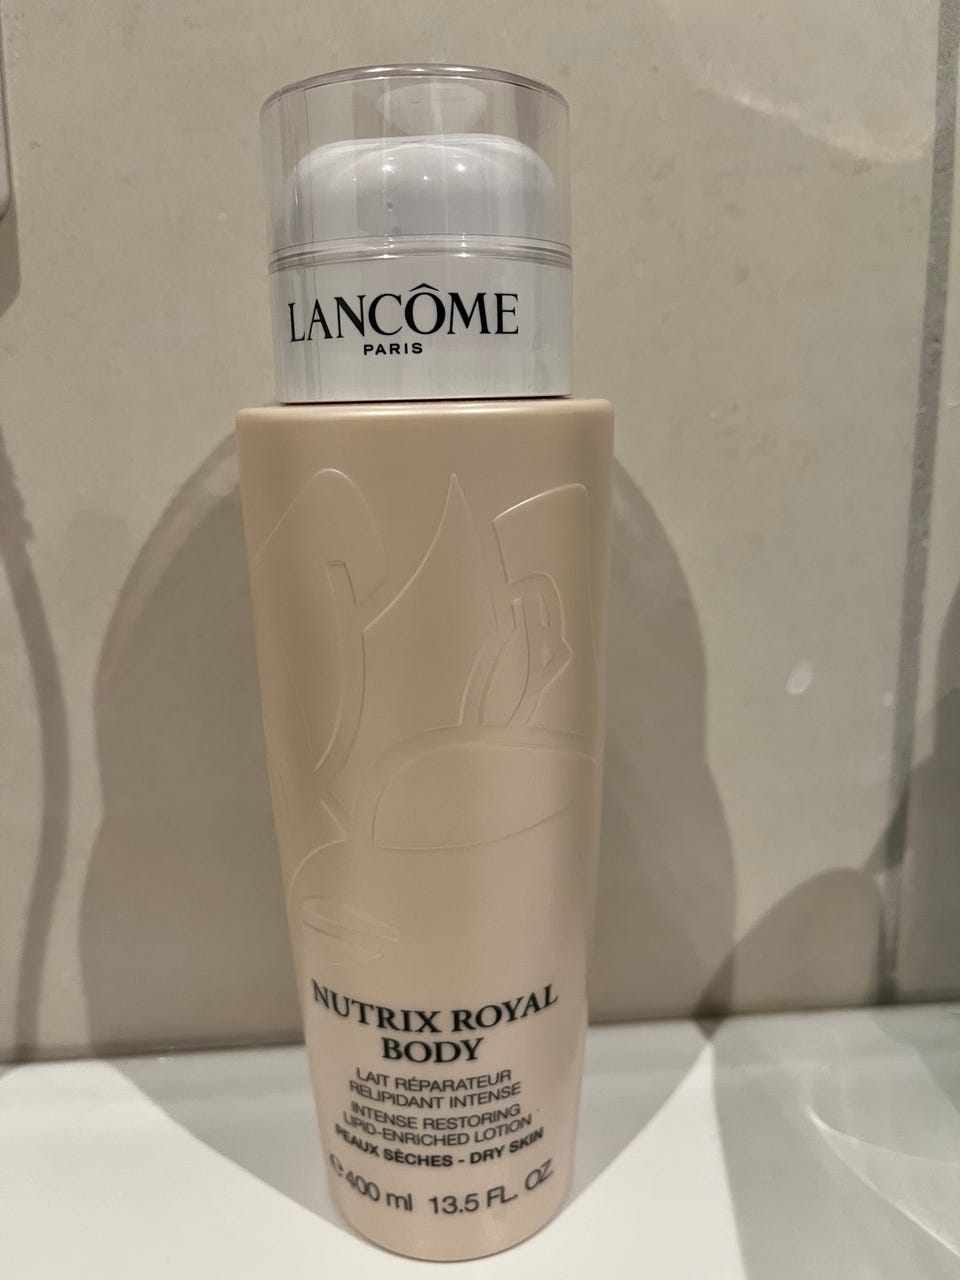 LANCÔME
PARIS
NUTRIX ROYAL
BODY
LAIT RÉPARATEUR
RELIPIDANT INTENSE
INTENSE RESTORING
LIPID-ENRICHED LOTION
PEAUX SÈCHES - DRY SKIN
℮ 400 ml 13.5 FL. OZ.